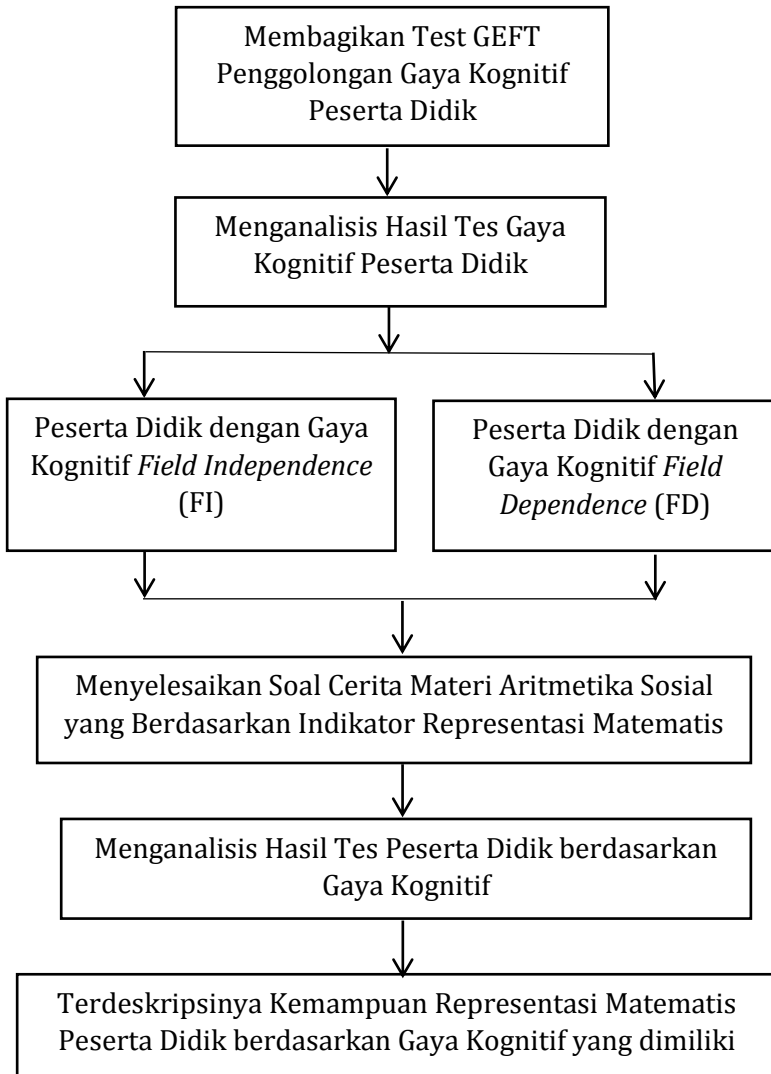 Membagikan Test GEFT
Penggolongan Gaya Kognitif
Peserta Didik
Menganalisis Hasil Tes Gaya
Kognitif Peserta Didik
Peserta Didik dengan Gaya
Kognitif Field Independence
(FI)
Peserta Didik dengan
Gaya Kognitif Field
Dependence (FD)
Menyelesaikan Soal Cerita Materi Aritmetika Sosial
yang Berdasarkan Indikator Representasi Matematis
Menganalisis Hasil Tes Peserta Didik berdasarkan
Gaya Kognitif
Terdeskripsinya Kemampuan Representasi Matematis
Peserta Didik berdasarkan Gaya Kognitif yang dimiliki